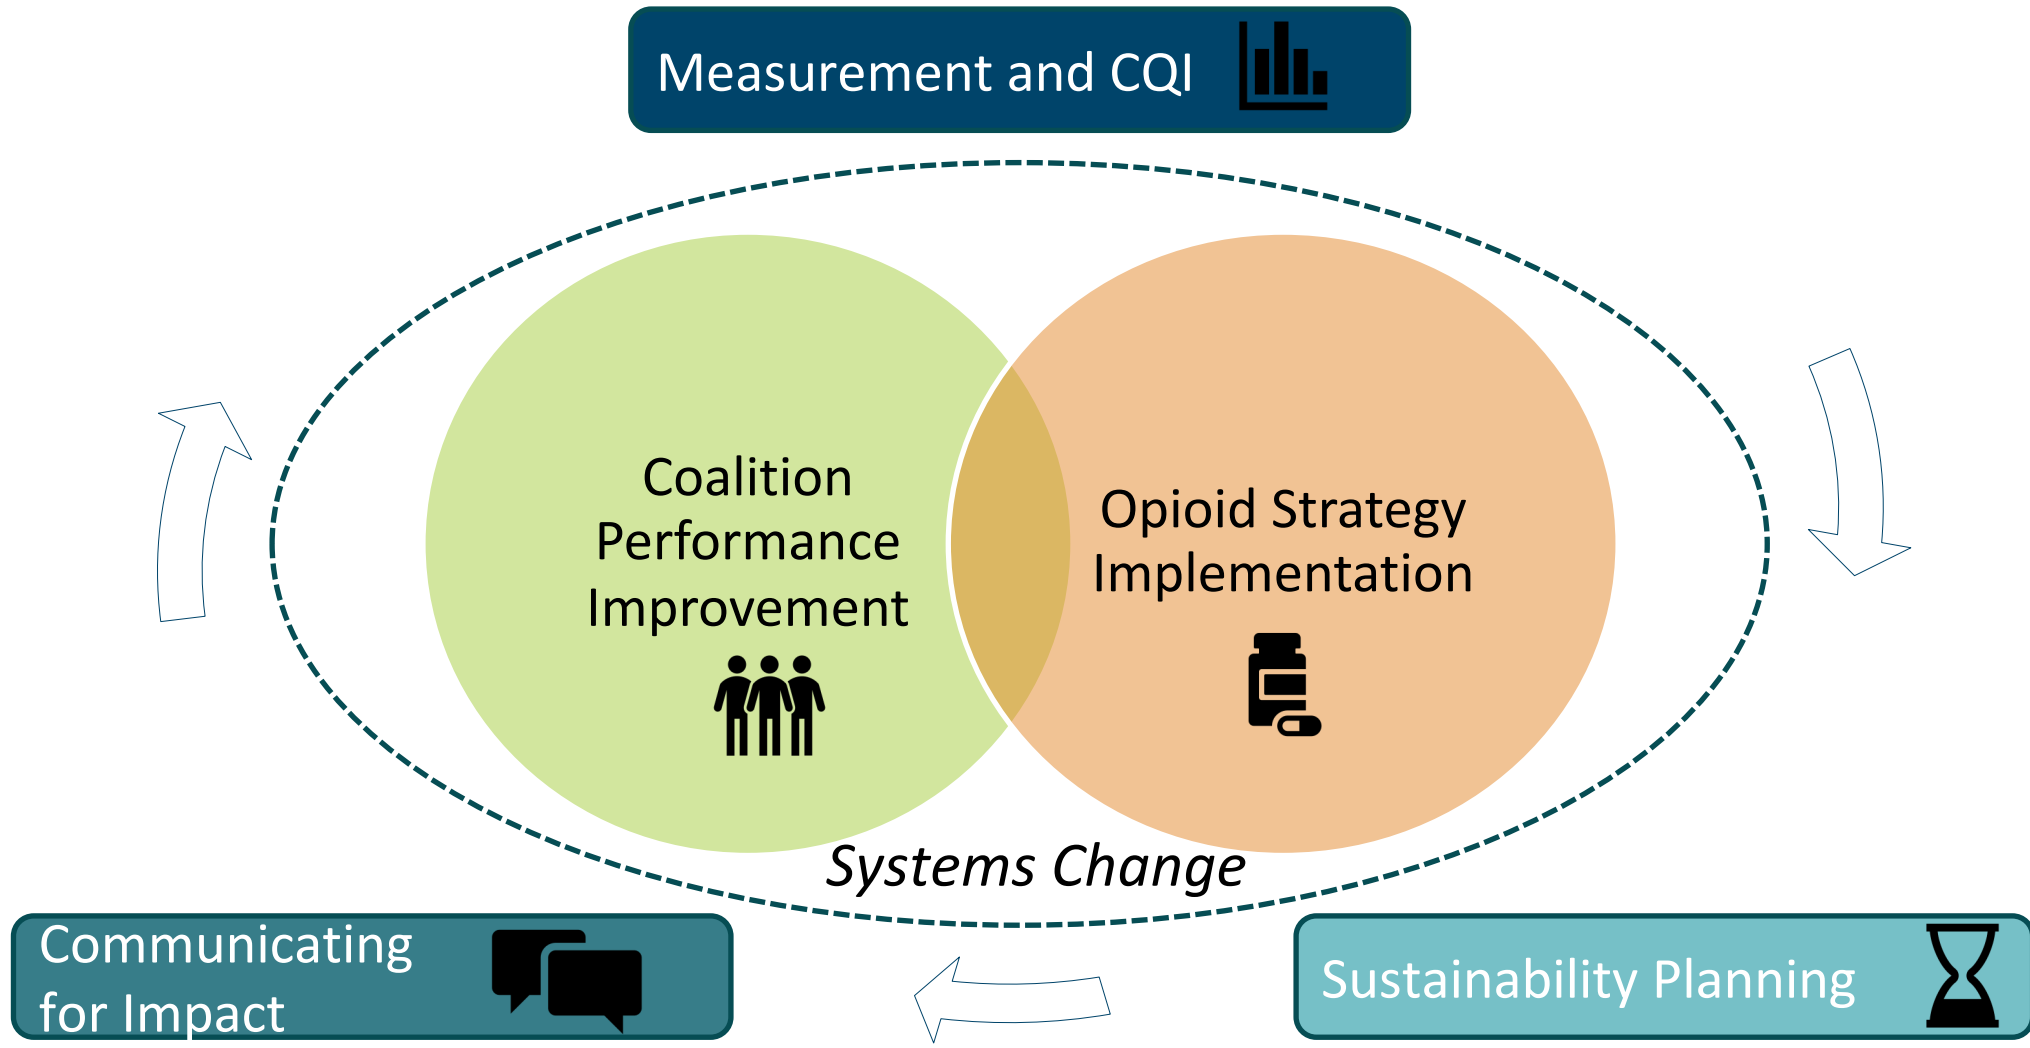 Measurement and CQI
Coalition
Performance
Improvement
Opioid Strategy
Implementation
Systems Change
Communicating
for Impact
Sustainability Planning